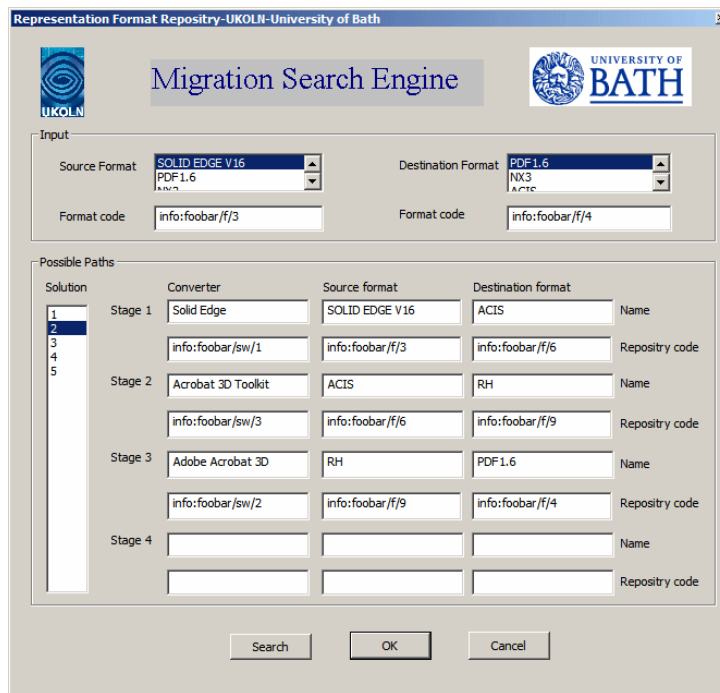 Representation Format Repositry-UKOLN-University of Bath
UKOLN
Migration Search Engine
UNIVERSITY OF
BATH
Input
Source Format
SOLID EDGE V16
PDF1.6
NX3
Destination Format
PDF1.6
NX3
ACIS
Format code
info:foobar/f/3
Format code
info:foobar/f/4
Possible Paths
Solution
Converter
Source format
Destination format
1
2
3
4
5
Stage 1
Solid Edge
SOLID EDGE V16
ACIS
Name
info:foobar/sw/1
info:foobar/f/3
info:foobar/f/6
Repositry code
Stage 2
Acrobat 3D Toolkit
ACIS
RH
Name
info:foobar/sw/3
info:foobar/f/6
info:foobar/f/9
Repositry code
Stage 3
Adobe Acrobat 3D
RH
PDF1.6
Name
info:foobar/sw/2
info:foobar/f/9
info:foobar/f/4
Repositry code
Stage 4
Name
Repositry code
Search
OK
Cancel